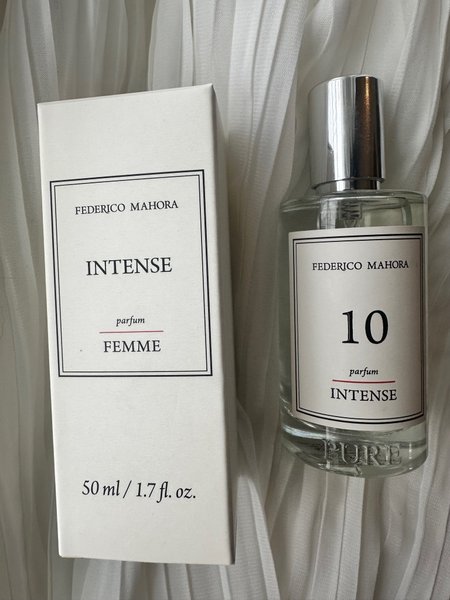 FEDERICO MAHORA
INTENSE
parfum
FEMME
50 ml / 1.7 fl. oz.
FEDERICO MAHORA
10
parfum
INTENSE
PURE